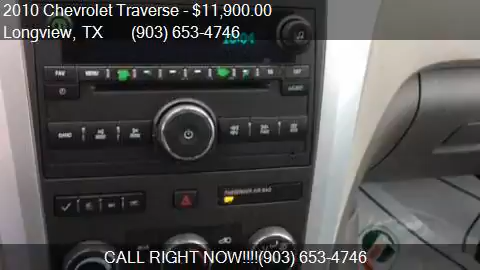 2010 Chevrolet Traverse - $11,900.00
Longview, TX (903) 653-4746
FAV MENU
BAND
PASSENGER AIR BAG
CALL RIGHT NOW!!!!(903) 653-4746